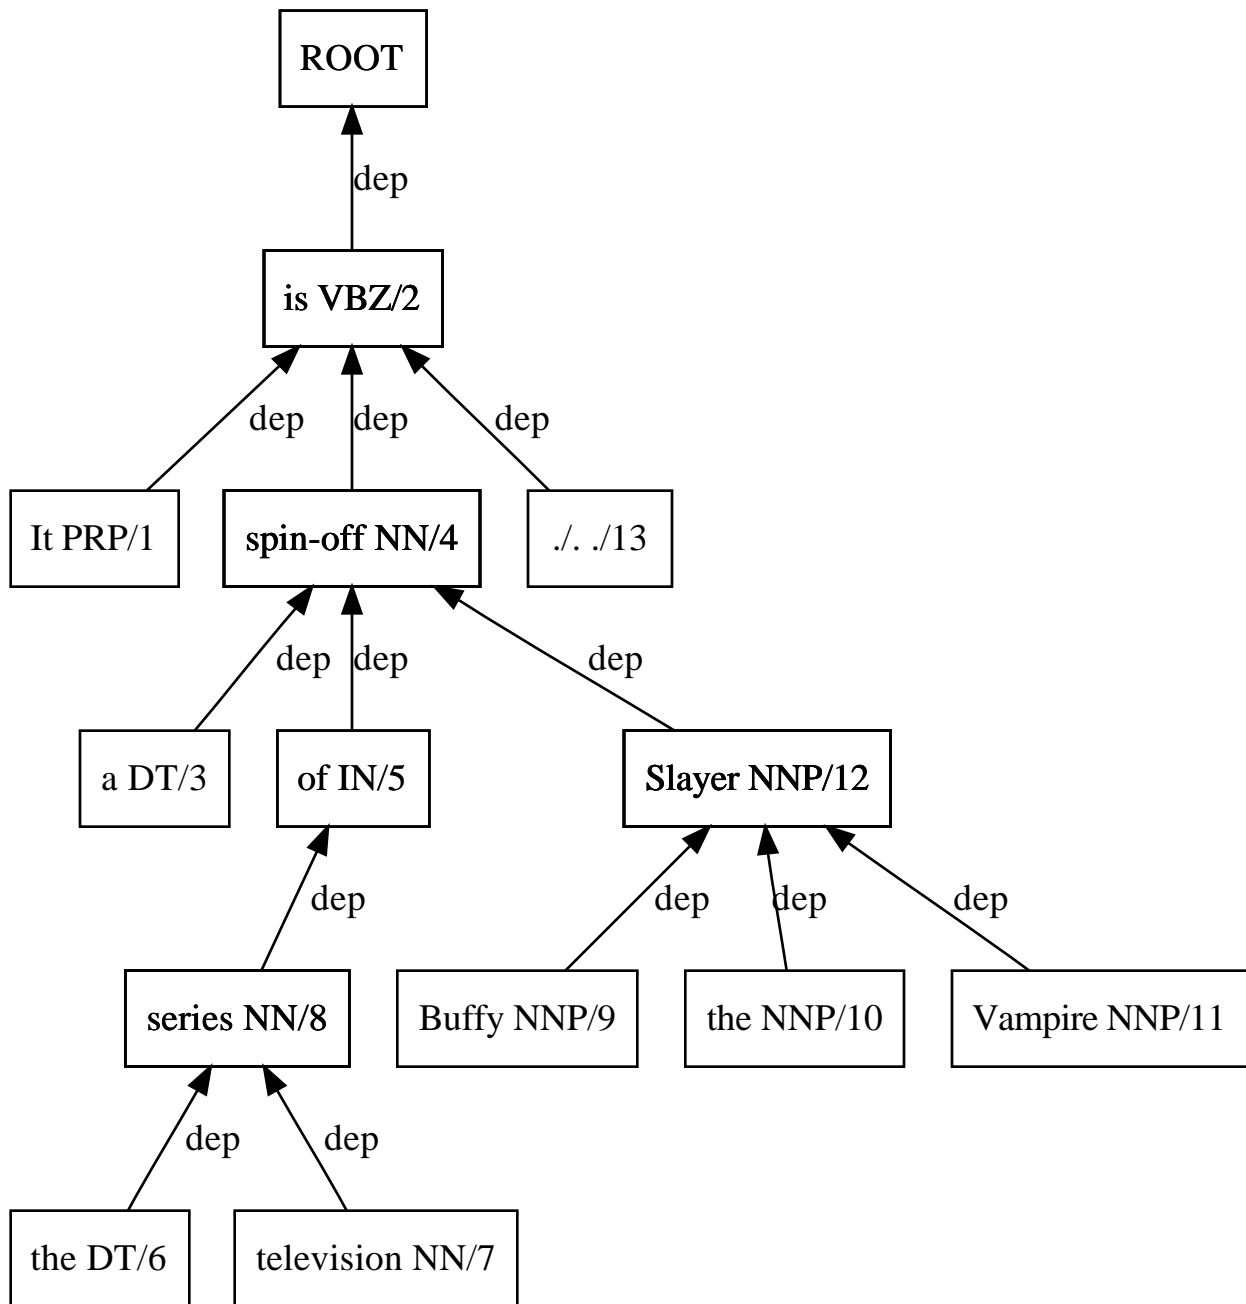 ROOT
dep
is VBZ/2
dep dep dep
It PRP/1 spin-off NN/4 ./. ./13
dep dep dep
a DT/3 of IN/5 Slayer NNP/12
dep dep dep dep
series NN/8 Buffy NNP/9 the NNP/10 Vampire NNP/11
dep dep
the DT/6 television NN/7